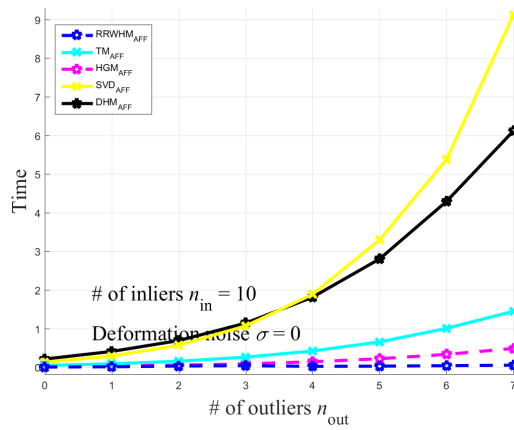 9
8
7
6
5
4
3
2
1
0
Time
RRWHM_AFF
TM_AFF
HGM_AFF
SVD_AFF
DHM_AFF
# of inliers n_in = 10
Deformation noise σ = 0
0 1 2 3 4 5 6 7
# of outliers n_out